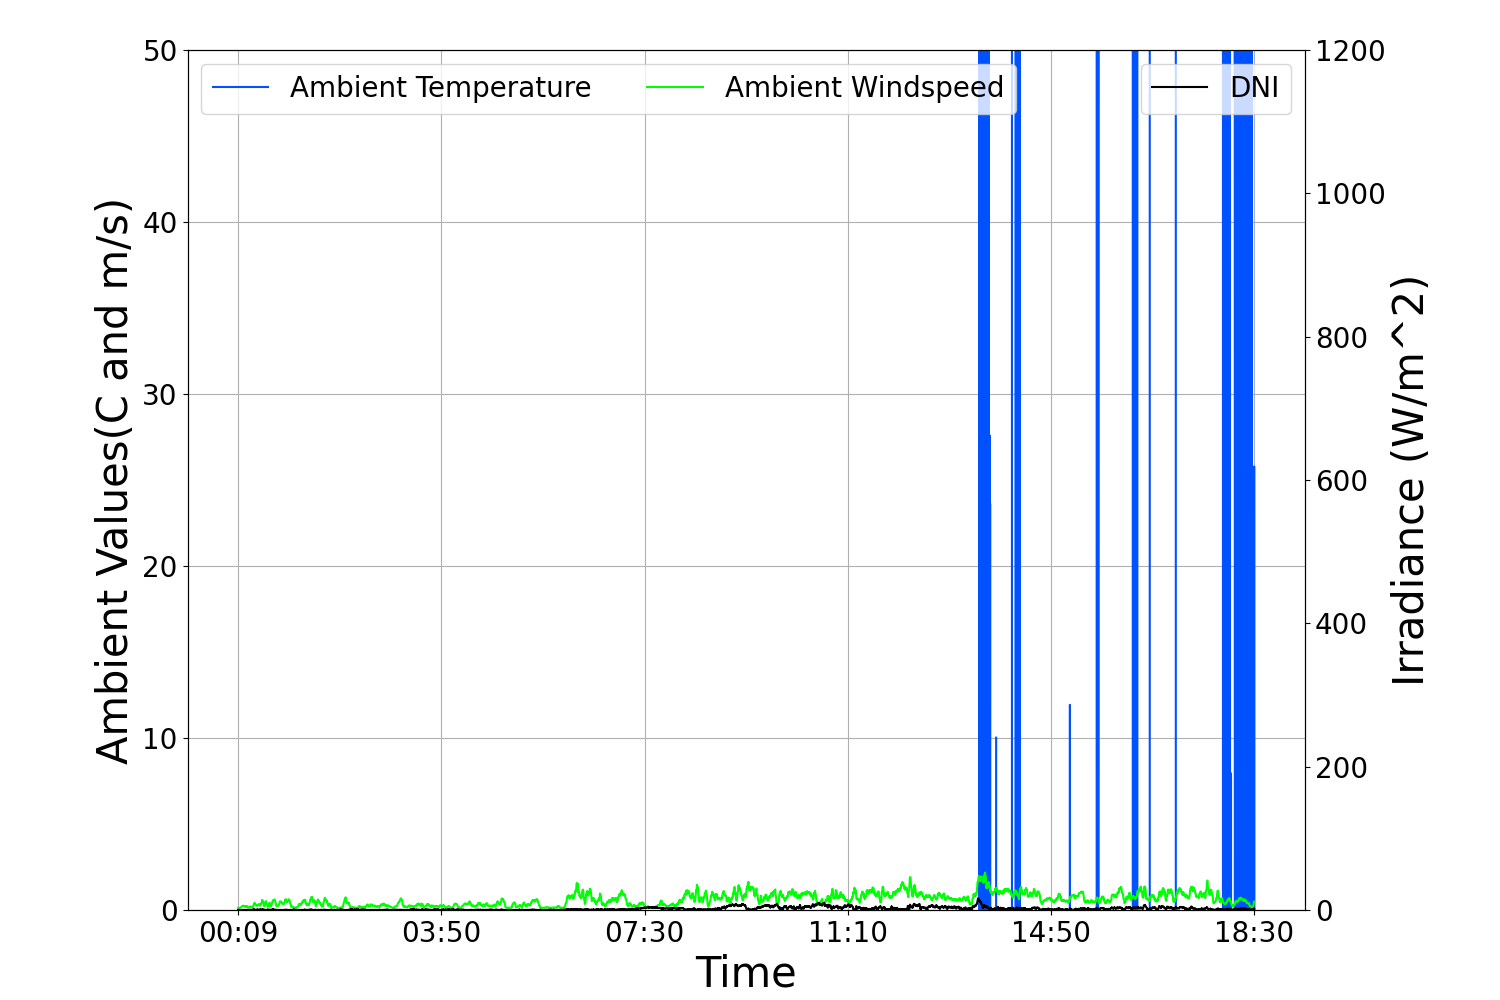 Ambient Temperature Ambient Windspeed DNI
Ambient Values(C and m/s)
50
40
30
20
10
0
1200
1000
800
600
400
200
0
Irradiance (W/m^2)
00:09 03:50 07:30 11:10 14:50 18:30
Time